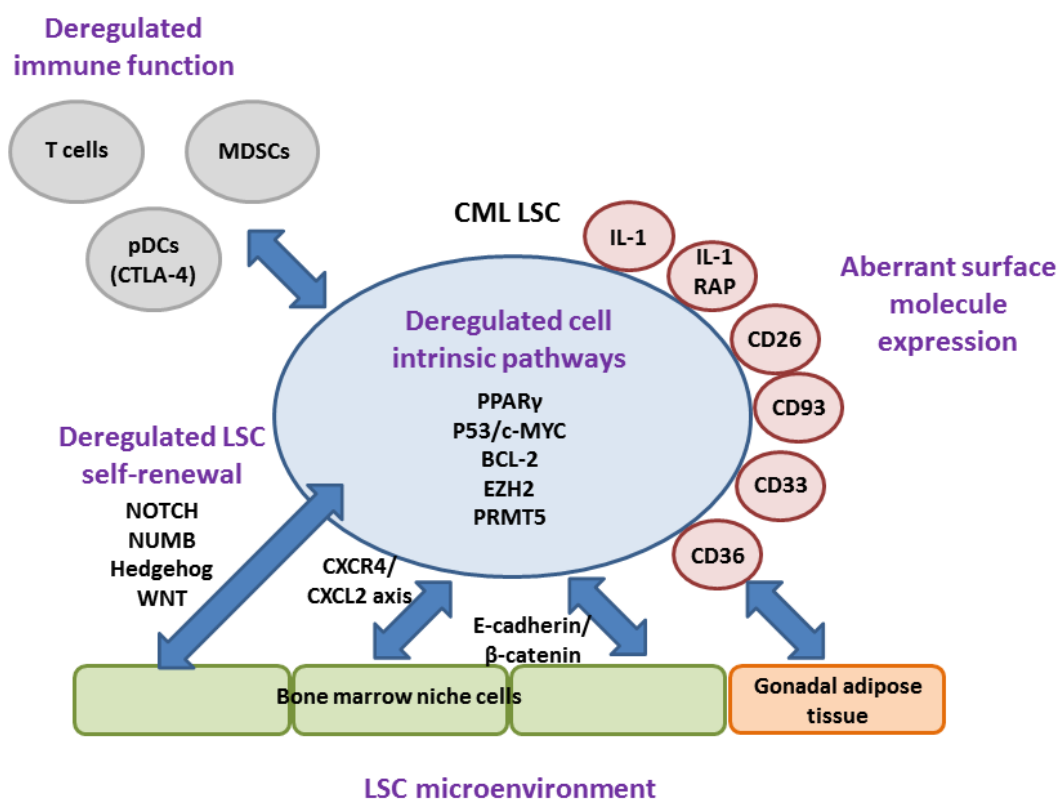 Deregulated
immune function
T cells
MDSCs
pDCs
(CTLA-4)
CML LSC
IL-1
IL-1
RAP
CD26
CD93
CD33
CD36
Aberrant surface
molecule
expression
Deregulated cell
intrinsic pathways
PPARγ
P53/c-MYC
BCL-2
EZH2
PRMT5
Deregulated LSC
self-renewal
NOTCH
NUMB
Hedgehog
WNT
CXCR4/
CXCL2 axis
E-cadherin/
β-catenin
Bone marrow niche cells
Gonadal adipose
tissue
LSC microenvironment